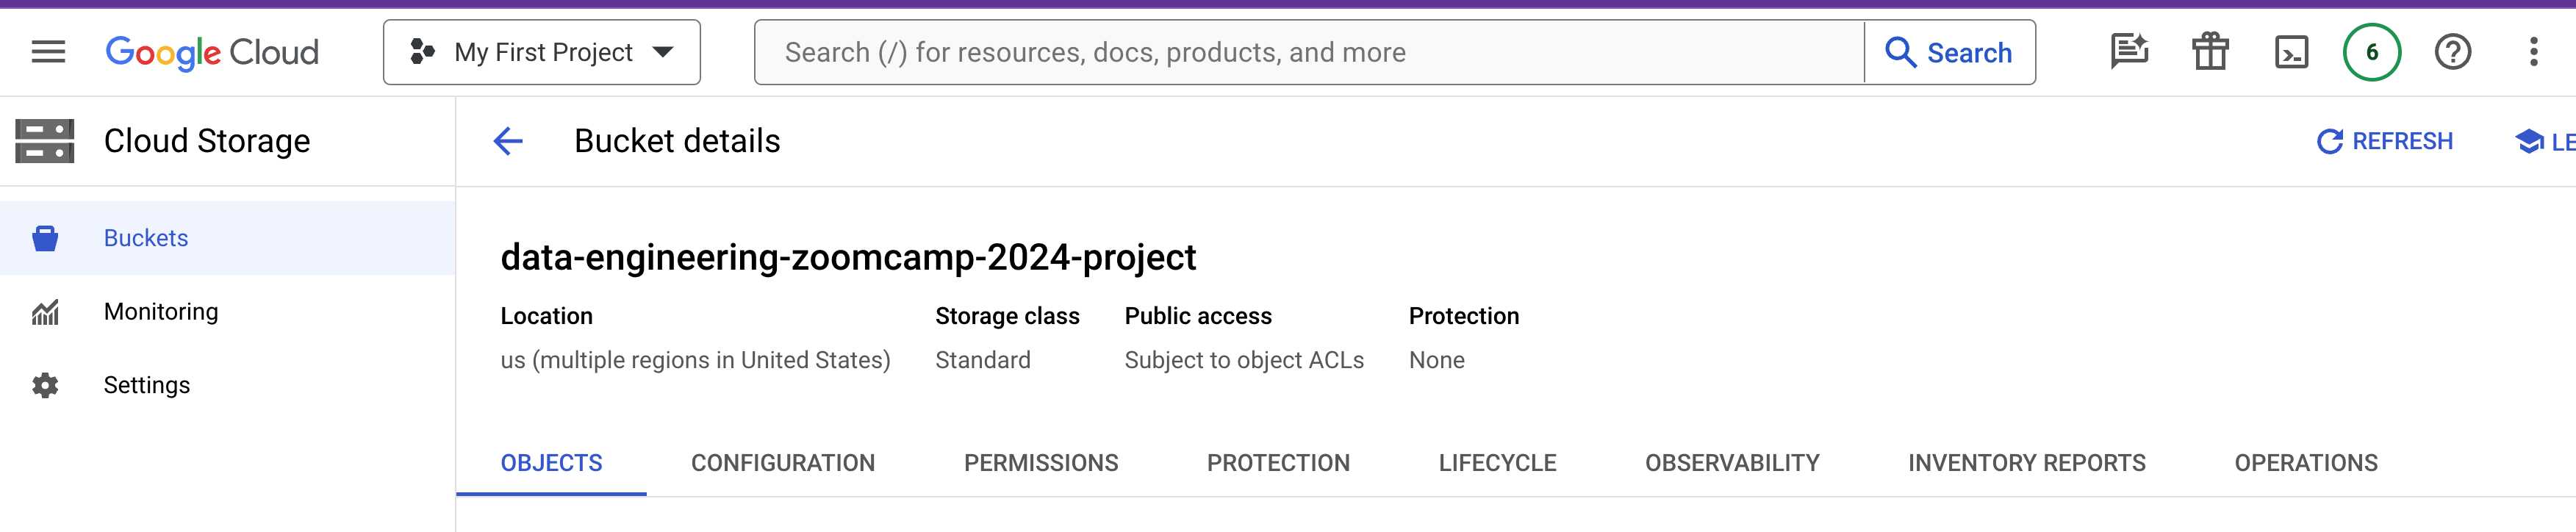 Google Cloud
My First Project
Search (/) for resources, docs, products, and more
Search
6
Cloud Storage
Bucket details
REFRESH
LE
Buckets
Monitoring
Settings
data-engineering-zoomcamp-2024-project
Location Storage class Public access Protection
us (multiple regions in United States) Standard Subject to object ACLs None
OBJECTS CONFIGURATION PERMISSIONS PROTECTION LIFECYCLE OBSERVABILITY INVENTORY REPORTS OPERATIONS